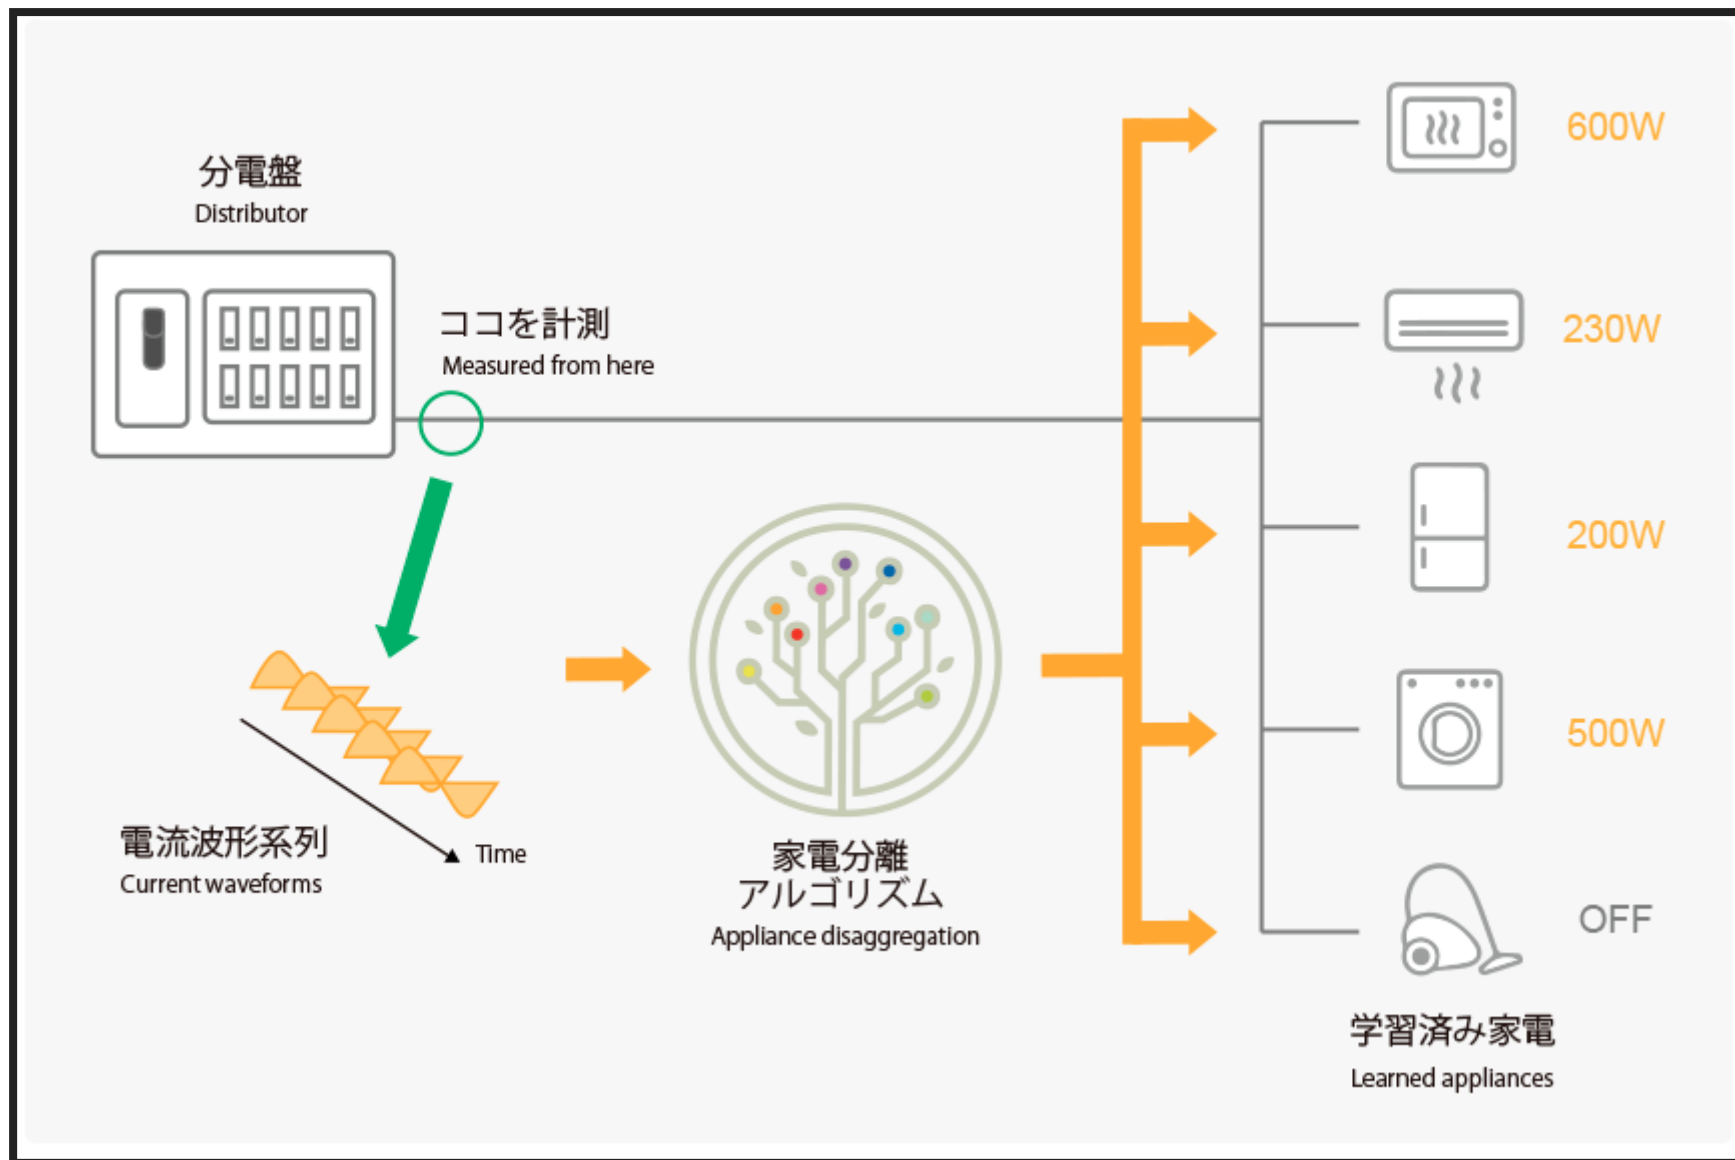 分電盤
Distributor
ココを計測
Measured from here
電流波形系列
Current waveforms
Time
家電分離
アルゴリズム
Appliance disaggregation
600W
230W
200W
500W
OFF
学習済み家電
Learned appliances